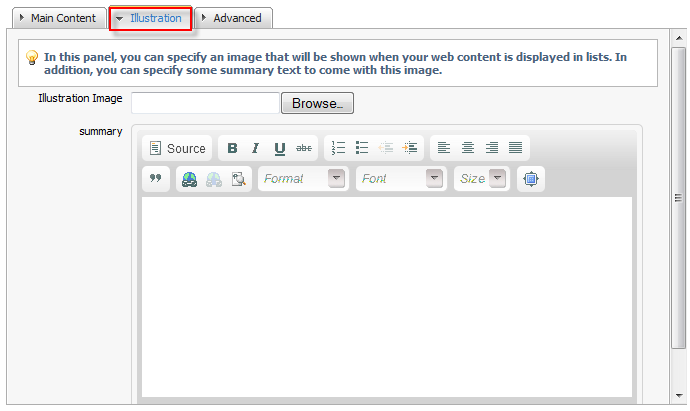 Main Content Illustration Advanced
In this panel, you can specify an image that will be shown when your web content is displayed in lists. In
addition, you can specify some summary text to come with this image.
Illustration Image Browse...
summary
Source B I U abc
Format Font Size